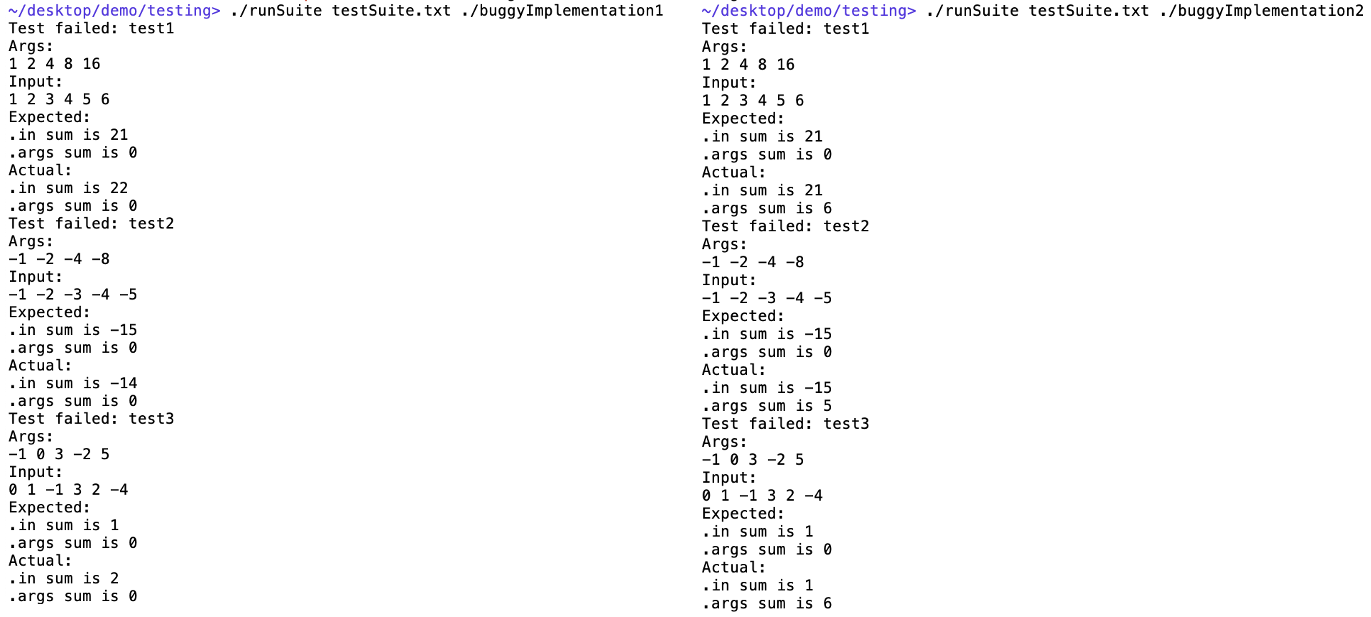 ~/desktop/demo/testing> ./runSuite testSuite.txt ./buggyImplementation1
Test failed: test1
Args:
1 2 4 8 16
Input:
1 2 3 4 5 6
Expected:
.in sum is 21
.args sum is 0
Actual:
.in sum is 22
.args sum is 0
Test failed: test2
Args:
-1 -2 -4 -8
Input:
-1 -2 -3 -4 -5
Expected:
.in sum is -15
.args sum is 0
Actual:
.in sum is -14
.args sum is 0
Test failed: test3
Args:
-1 0 3 -2 5
Input:
0 1 -1 3 2 -4
Expected:
.in sum is 1
.args sum is 0
Actual:
.in sum is 2
.args sum is 0
~/desktop/demo/testing> ./runSuite testSuite.txt ./buggyImplementation2
Test failed: test1
Args:
1 2 4 8 16
Input:
1 2 3 4 5 6
Expected:
.in sum is 21
.args sum is 0
Actual:
.in sum is 21
.args sum is 6
Test failed: test2
Args:
-1 -2 -4 -8
Input:
-1 -2 -3 -4 -5
Expected:
.in sum is -15
.args sum is 0
Actual:
.in sum is -15
.args sum is 5
Test failed: test3
Args:
-1 0 3 -2 5
Input:
0 1 -1 3 2 -4
Expected:
.in sum is 1
.args sum is 0
Actual:
.in sum is 1
.args sum is 6